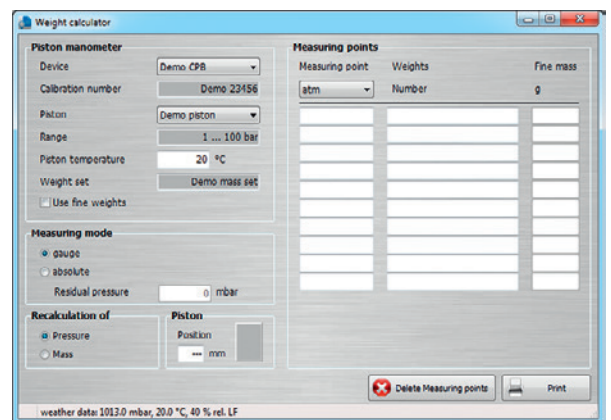 Weight calculator
Piston manometer
Device Demo CPB
Calibration number Demo 23456
Piston Demo piston
Range 1 ... 100 bar
Piston temperature 20 °C
Weight set Demo mass set
Use fine weights
Measuring mode
gauge
absolute
Residual pressure 0 mbar
Recalculation of
Pressure
Mass
Piston
Position
--- mm
Measuring points
Measuring point Weights Fine mass
atm Number g
Delete Measuring points Print
weather data: 1013.0 mbar, 20.0 °C, 40 % rel. LF